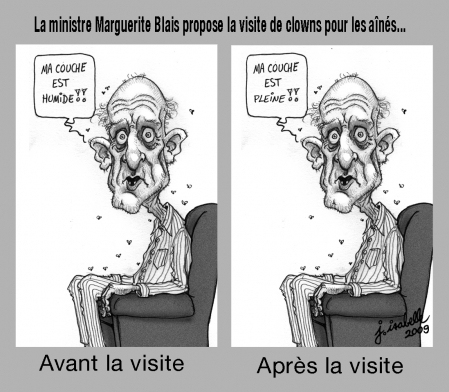 La ministre Marguerite Blais propose la visite de clowns pour les aînés...
MA COUCHE
EST
HUMIDE!!
MA COUCHE
EST
PLEINE!!
j. isabelle
2009
Avant la visite
Après la visite